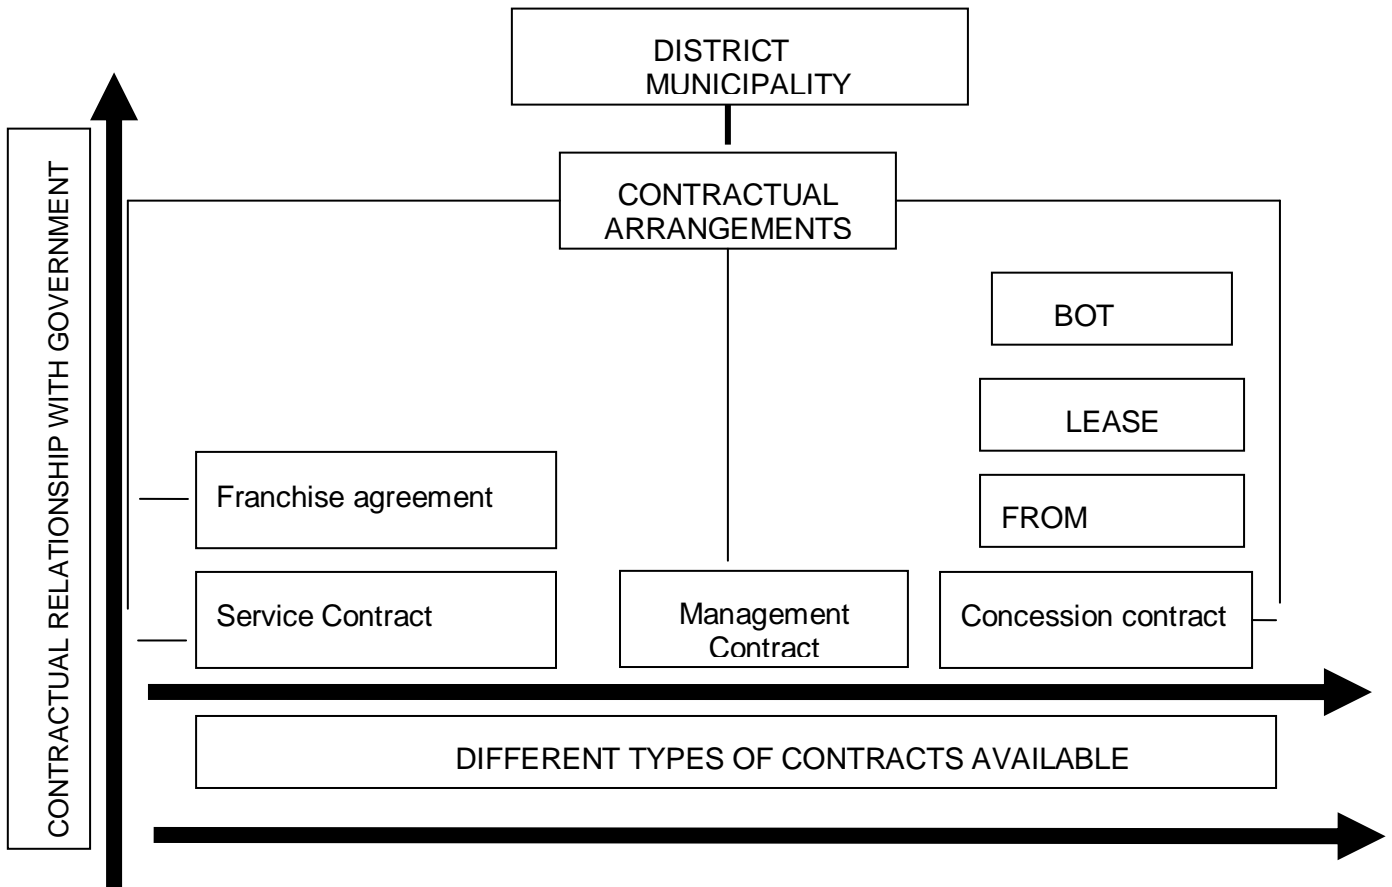 DISTRICT
MUNICIPALITY
CONTRACTUAL RELATIONSHIP WITH GOVERNMENT
CONTRACTUAL
ARRANGEMENTS
BOT
LEASE
Franchise agreement
FROM
Service Contract
Management
Contract
Concession contract
DIFFERENT TYPES OF CONTRACTS AVAILABLE